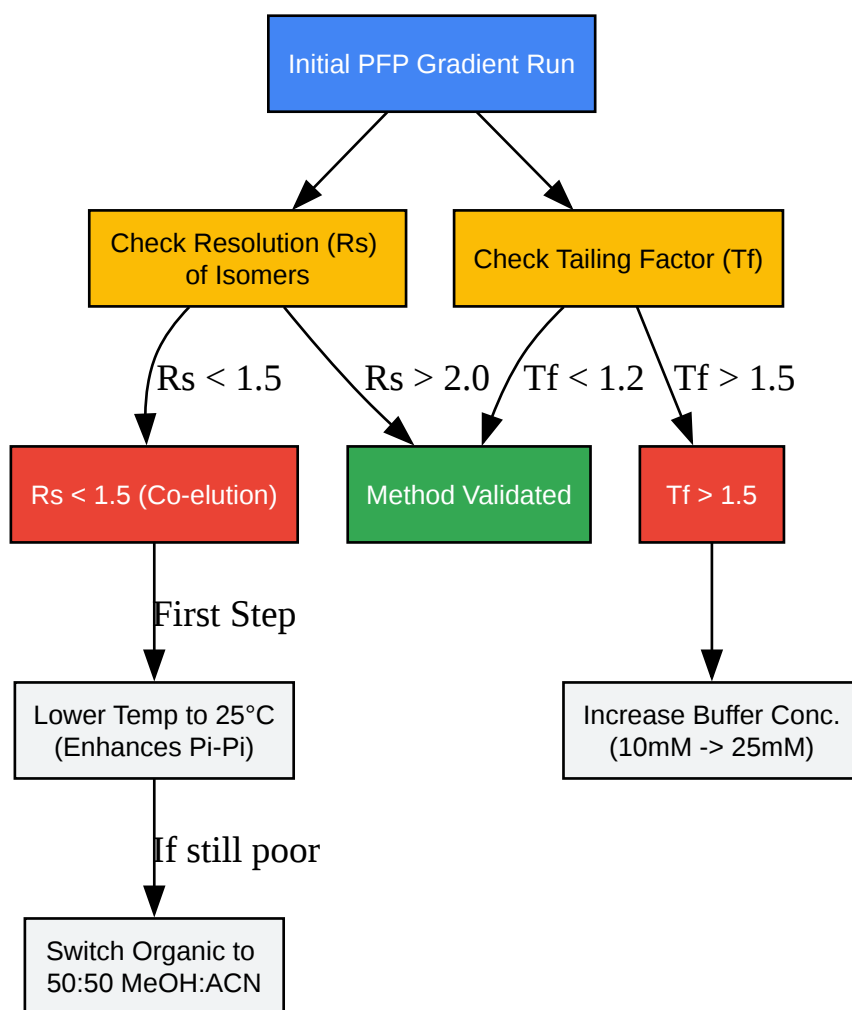 Initial PFP Gradient Run
Check Resolution (Rs)
of Isomers
Check Tailing Factor (Tf)
Rs < 1.5
Rs > 2.0
Tf < 1.2
Tf > 1.5
Rs < 1.5 (Co-elution)
Method Validated
Tf > 1.5
First Step
Lower Temp to 25°C
(Enhances Pi-Pi)
Increase Buffer Conc.
(10mM -> 25mM)
If still poor
Switch Organic to
50:50 MeOH:ACN